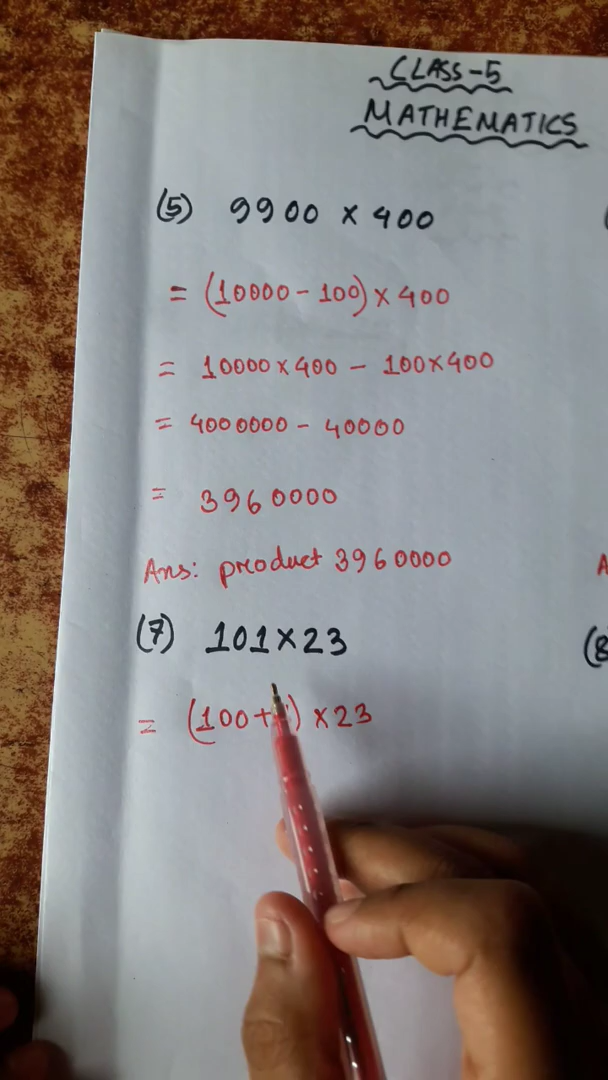 CLASS-5
MATHEMATICS
(5) 9900 × 400
= (10000 - 100) × 400
= 10000 × 400 - 100 × 400
= 4000000 - 40000
= 3960000
Ans: product 3960000
(7) 101 × 23
= (100+ ) × 23
(8